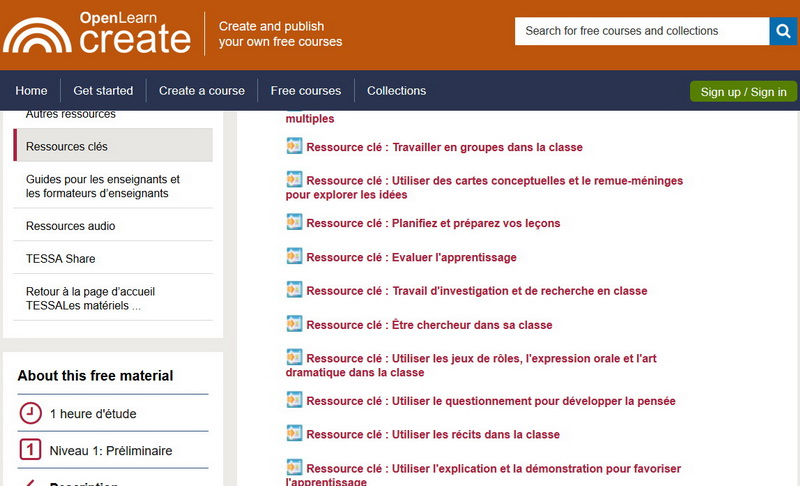 OpenLearn
create
Create and publish
your own free courses
Search for free courses and collections
Home
Get started
Create a course
Free courses
Collections
Sign up / Sign in
Autres ressources
Ressources clés
Guides pour les enseignants et
les formateurs d'enseignants
Ressources audio
TESSA Share
Retour à la page d'accueil
TESSALes matériels ...
About this free material
1 heure d'étude
1
Niveau 1: Préliminaire
Description
multiples
Ressource clé : Travailler en groupes dans la classe
Ressource clé : Utiliser des cartes conceptuelles et le remue-méninges
pour explorer les idées
Ressource clé : Planifiez et préparez vos leçons
Ressource clé : Evaluer l'apprentissage
Ressource clé : Travail d'investigation et de recherche en classe
Ressource clé : Être chercheur dans sa classe
Ressource clé : Utiliser les jeux de rôles, l'expression orale et l'art
dramatique dans la classe
Ressource clé : Utiliser le questionnement pour développer la pensée
Ressource clé : Utiliser les récits dans la classe
Ressource clé : Utiliser l'explication et la démonstration pour favoriser
l'apprentissage